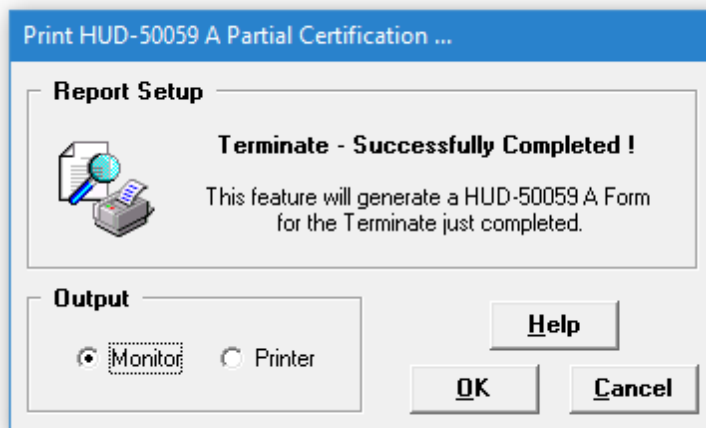 Print HUD-50059 A Partial Certification ...
Report Setup
Terminate - Successfully Completed !
This feature will generate a HUD-50059 A Form
for the Terminate just completed.
Output
Monitor
Printer
Help
OK
Cancel